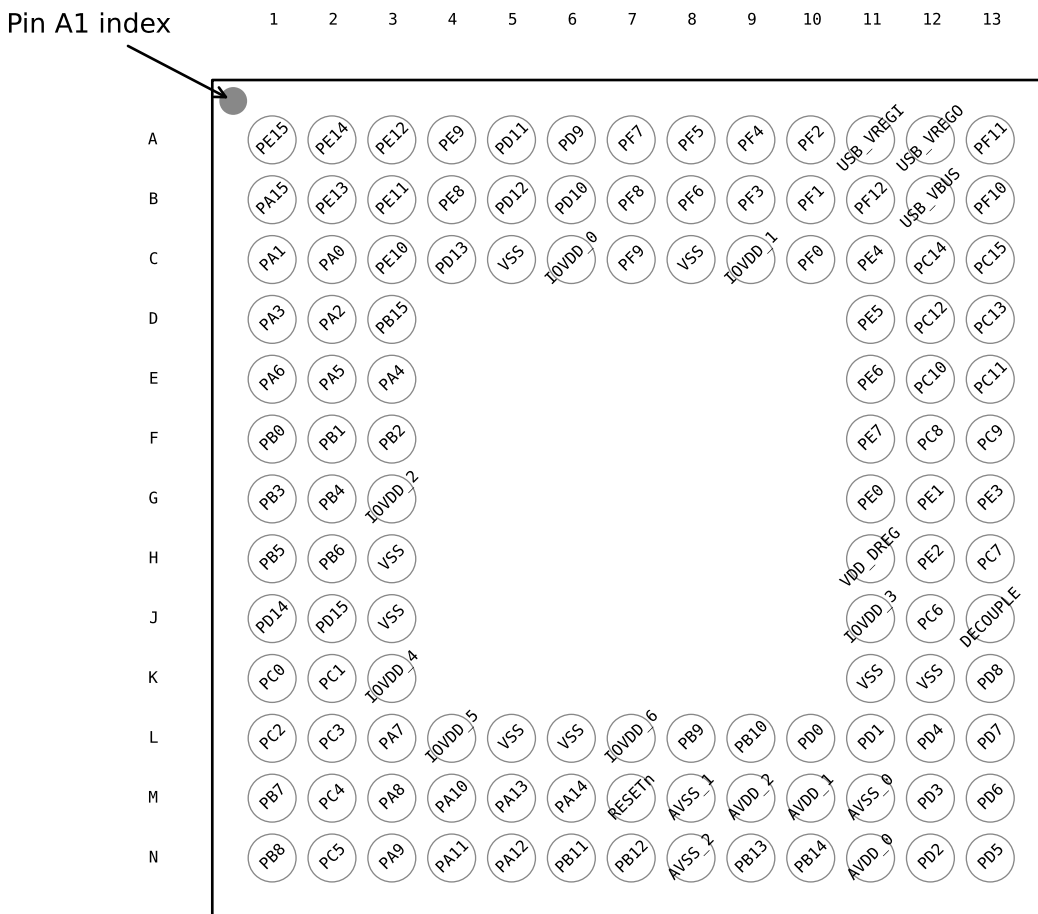 Pin A1 index
1 2 3 4 5 6 7 8 9 10 11 12 13
A PE15 PE14 PE12 PE9 PD11 PD9 PF7 PF5 PF4 PF2 USB_VREGI USB_VREGO PF11
B PA15 PE13 PE11 PE8 PD12 PD10 PF8 PF6 PF3 PF1 PF12 USB_VBUS PF10
C PA1 PA0 PE10 PD13 VSS IOVDD_0 PF9 VSS IOVDD_1 PF0 PE4 PC14 PC15
D PA3 PA2 PB15 PE5 PC12 PC13
E PA6 PA5 PA4 PE6 PC10 PC11
F PB0 PB1 PB2 PE7 PC8 PC9
G PB3 PB4 IOVDD_2 PE0 PE1 PE3
H PB5 PB6 VSS VDD_DREG PE2 PC7
J PD14 PD15 VSS IOVDD_3 PC6 DECOUPLE
K PC0 PC1 IOVDD_4 VSS VSS PD8
L PC2 PC3 PA7 IOVDD_5 VSS VSS IOVDD_6 PB9 PB10 PD0 PD1 PD4 PD7
M PB7 PC4 PA8 PA10 PA13 PA14 RESETn AVSS_1 AVDD_2 AVDD_1 AVSS_0 PD3 PD6
N PB8 PC5 PA9 PA11 PA12 PB11 PB12 AVSS_2 PB13 PB14 AVDD_0 PD2 PD5